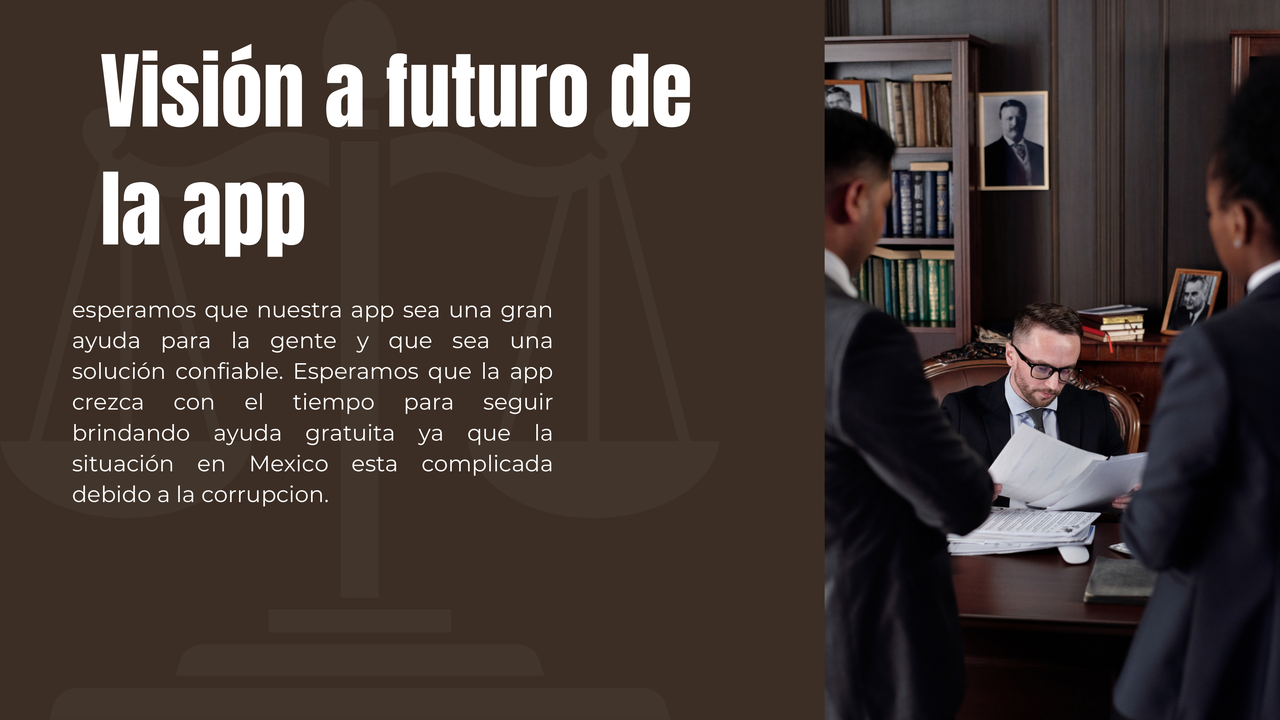 Visión a futuro de
la app
esperamos que nuestra app sea una gran
ayuda para la gente y que sea una
solución confiable. Esperamos que la app
crezca con el tiempo para seguir
brindando ayuda gratuita ya que la
situación en Mexico esta complicada
debido a la corrupcion.